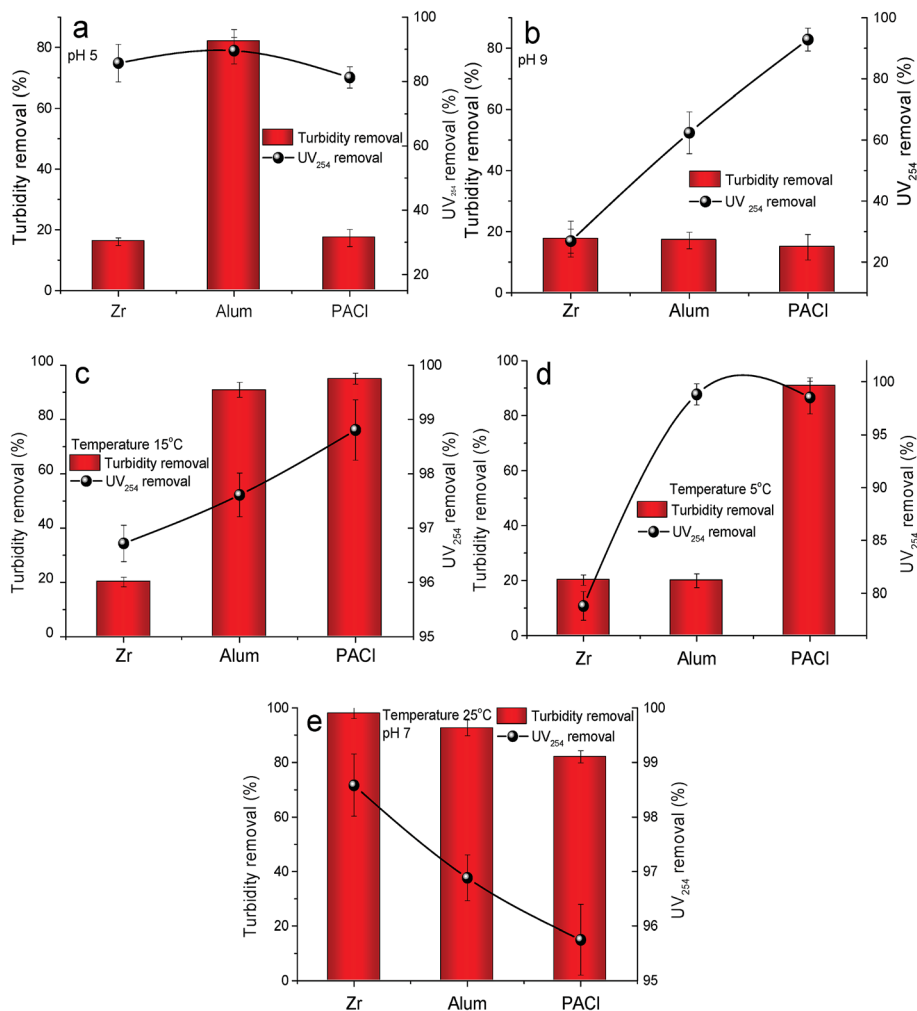 a
pH 5
Turbidity removal (%)
80
60
40
20
0
100
80
60
40
20
UV254 removal (%)
Turbidity removal
UV254 removal
Zr Alum PACl
b
pH 9
Turbidity removal (%)
80
60
40
20
0
100
80
60
40
20
UV254 removal (%)
Turbidity removal
UV 254 removal
Zr Alum PACl
c
Temperature 15°C
Turbidity removal (%)
100
80
60
40
20
0
100
99
98
97
96
95
UV254 removal (%)
Turbidity removal
UV254 removal
Zr Alum PACl
d
Temperature 5°C
Turbidity removal (%)
100
80
60
40
20
0
100
95
90
85
80
UV254 removal (%)
Turbidity removal
UV254 removal
Zr Alum PACl
e
Temperature 25°C
pH 7
Turbidity removal (%)
100
80
60
40
20
0
100
99
98
97
96
95
UV254 removal (%)
Turbidity removal
UV254 removal
Zr Alum PACl